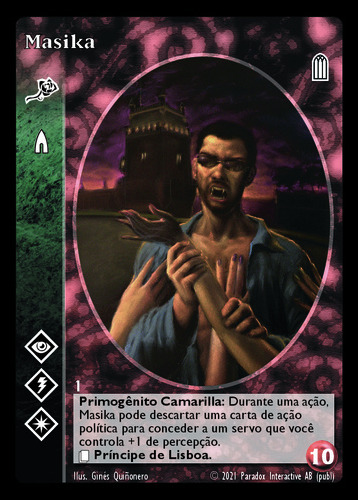 Masika
1
Primogênito Camarilla: Durante uma ação,
Masika pode descartar uma carta de ação
política para conceder a um servo que você
controla +1 de percepção.
Príncipe de Lisboa.
10
Ilus. Ginés Quiñonero
© 2021 Paradox Interactive AB (publ)